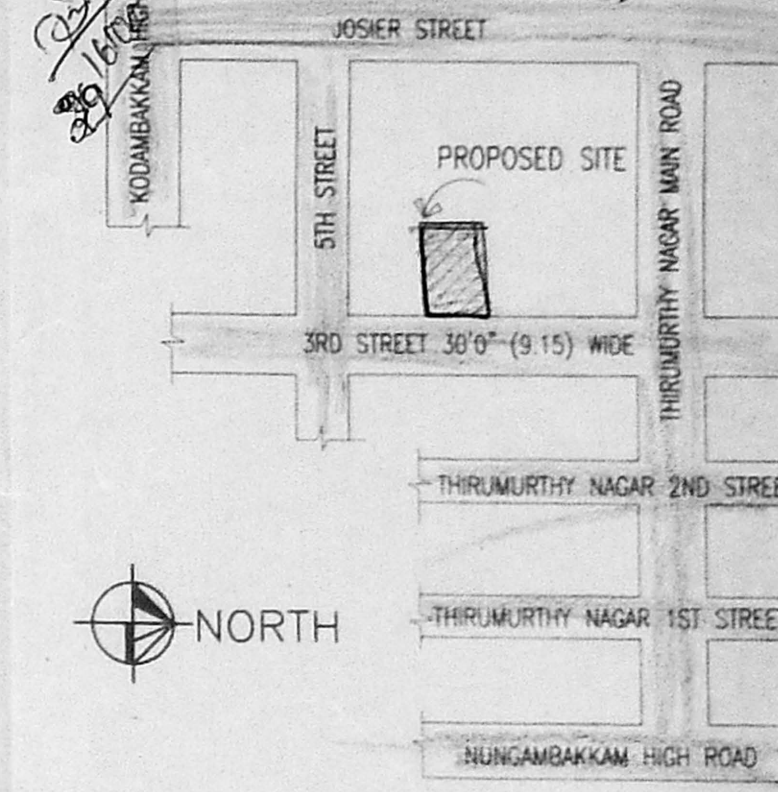 JOSIER STREET
KODAMBAKKAM HIGH
5TH STREET
PROPOSED SITE
THIRUMURTHY NAGAR MAIN ROAD
3RD STREET 30'0" (9.15) WIDE
THIRUMURTHY NAGAR 2ND STREE
NORTH
THIRUMURTHY NAGAR 1ST STREE
NUNGAMBAKKAM HIGH ROAD